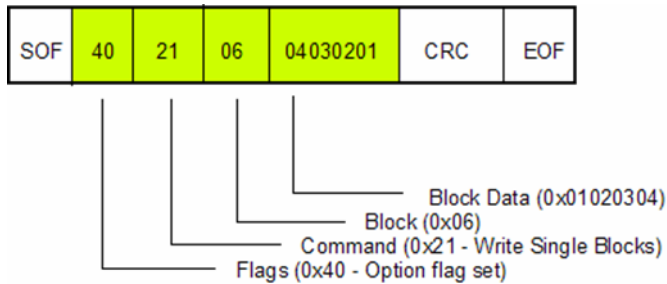 SOF 40 21 06 04030201 CRC EOF
Block Data (0x01020304)
Block (0x06)
Command (0x21 - Write Single Blocks)
Flags (0x40 - Option flag set)